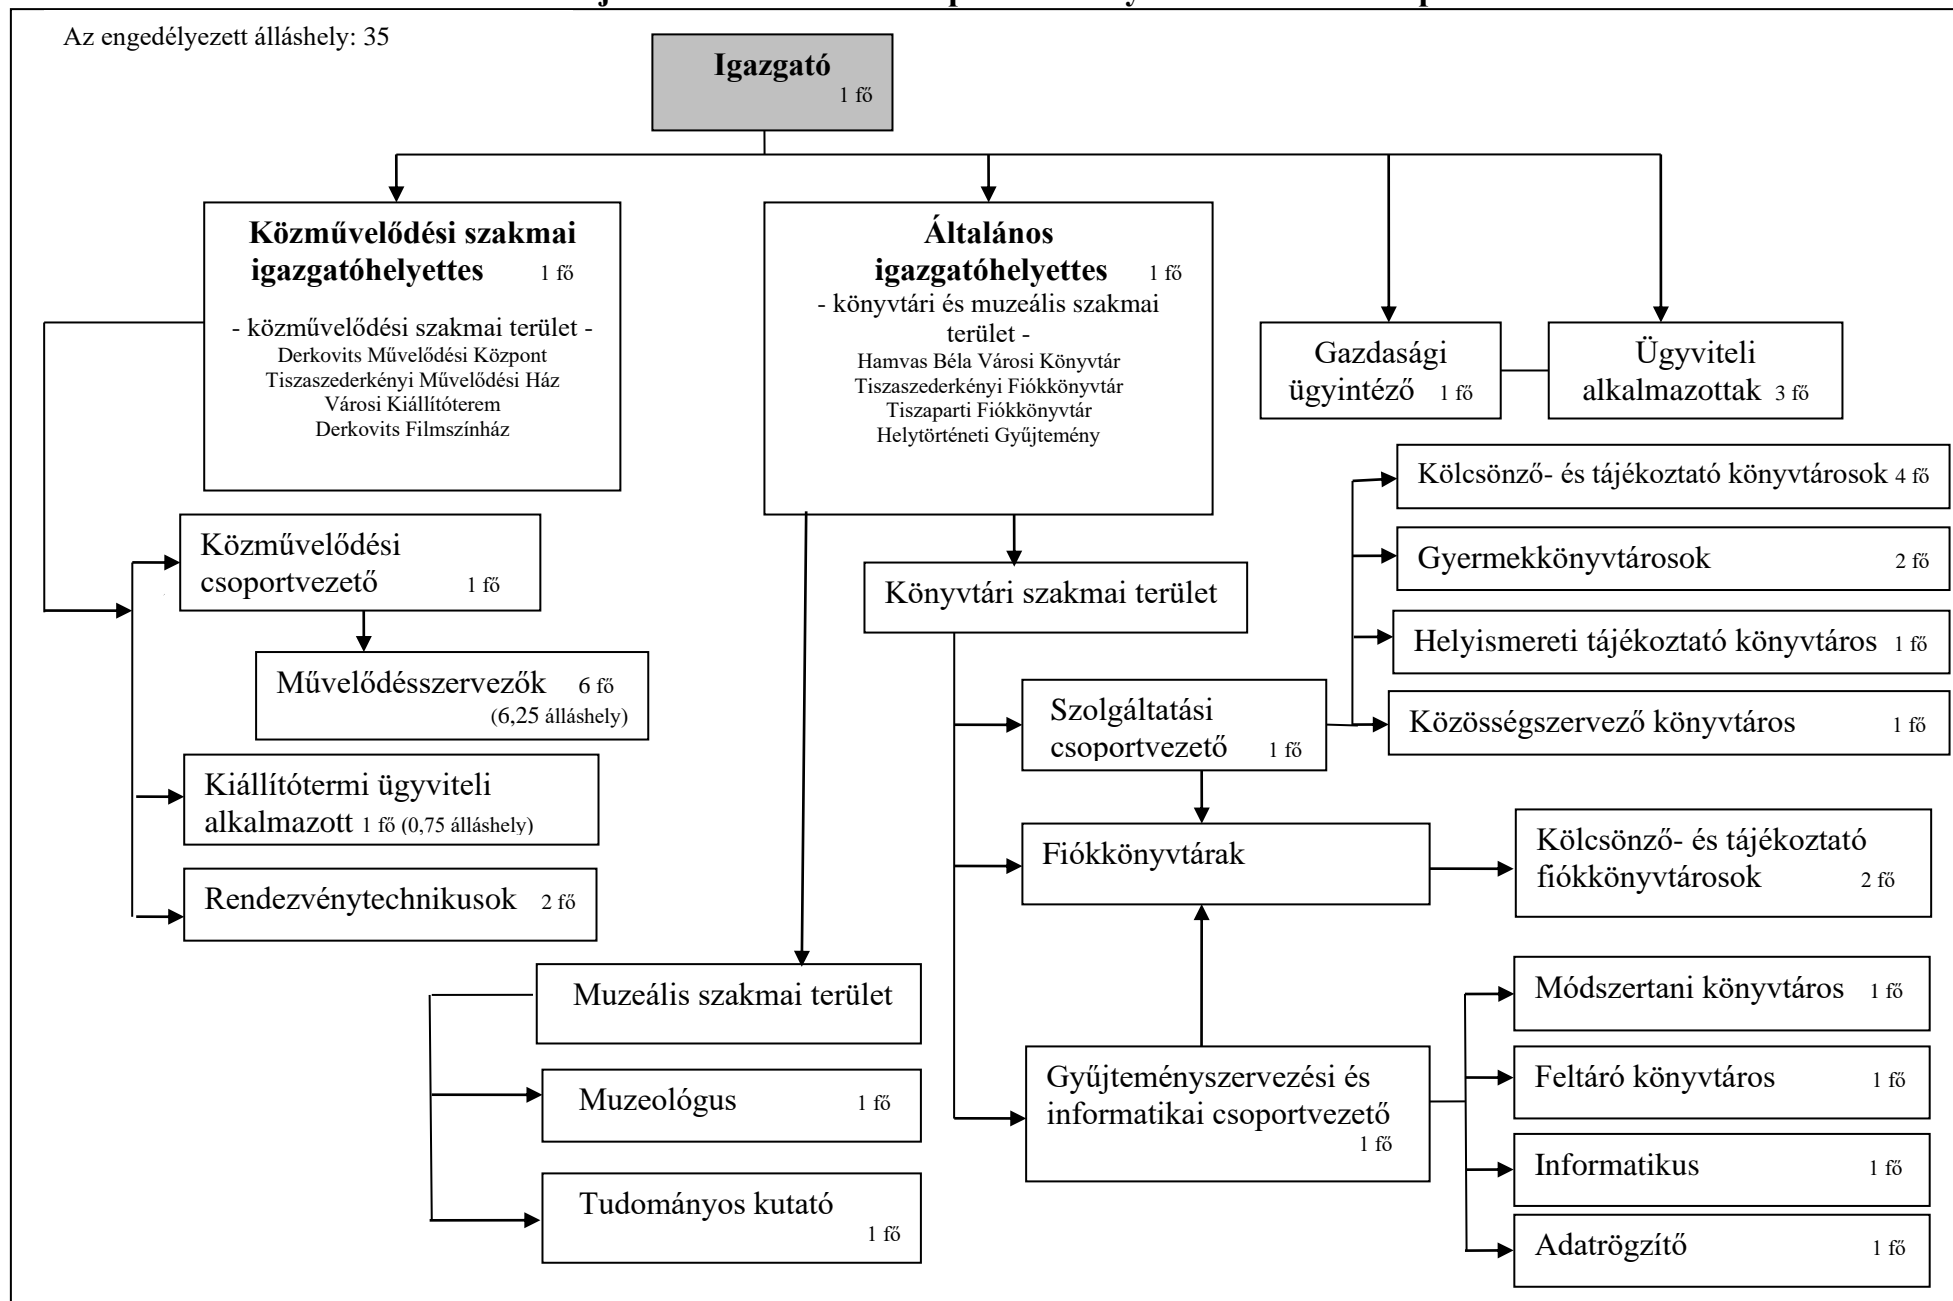 Az engedélyezett álláshely: 35
Igazgató
1 fő
Közművelődési szakmai
igazgatóhelyettes 1 fő
- közművelődési szakmai terület -
Derkovits Művelődési Központ
Tiszaszederkényi Művelődési Ház
Városi Kiállítóterem
Derkovits Filmszínház
Általános
igazgatóhelyettes 1 fő
- könyvtári és muzeális szakmai
terület -
Hamvas Béla Városi Könyvtár
Tiszaszederkényi Fiókkönyvtár
Tiszaparti Fiókkönyvtár
Helytörténeti Gyűjtemény
Gazdasági
ügyintéző 1 fő
Ügyviteli
alkalmazottak 3 fő
Közművelődési
csoportvezető 1 fő
Művelődésszervezők 6 fő
(6,25 álláshely)
Kiállítótermi ügyviteli
alkalmazott 1 fő (0,75 álláshely)
Rendezvénytechnikusok 2 fő
Könyvtári szakmai terület
Szolgáltatási
csoportvezető 1 fő
Kölcsönző- és tájékoztató könyvtárosok 4 fő
Gyermekkönyvtárosok 2 fő
Helyismereti tájékoztató könyvtáros 1 fő
Közösségszervező könyvtáros 1 fő
Fiókkönyvtárak
Kölcsönző- és tájékoztató
fiókkönyvtárosok 2 fő
Muzeális szakmai terület
Muzeológus 1 fő
Tudományos kutató
1 fő
Gyűjteményszervezési és
informatikai csoportvezető
1 fő
Módszertani könyvtáros 1 fő
Feltáró könyvtáros 1 fő
Informatikus 1 fő
Adatrögzítő 1 fő